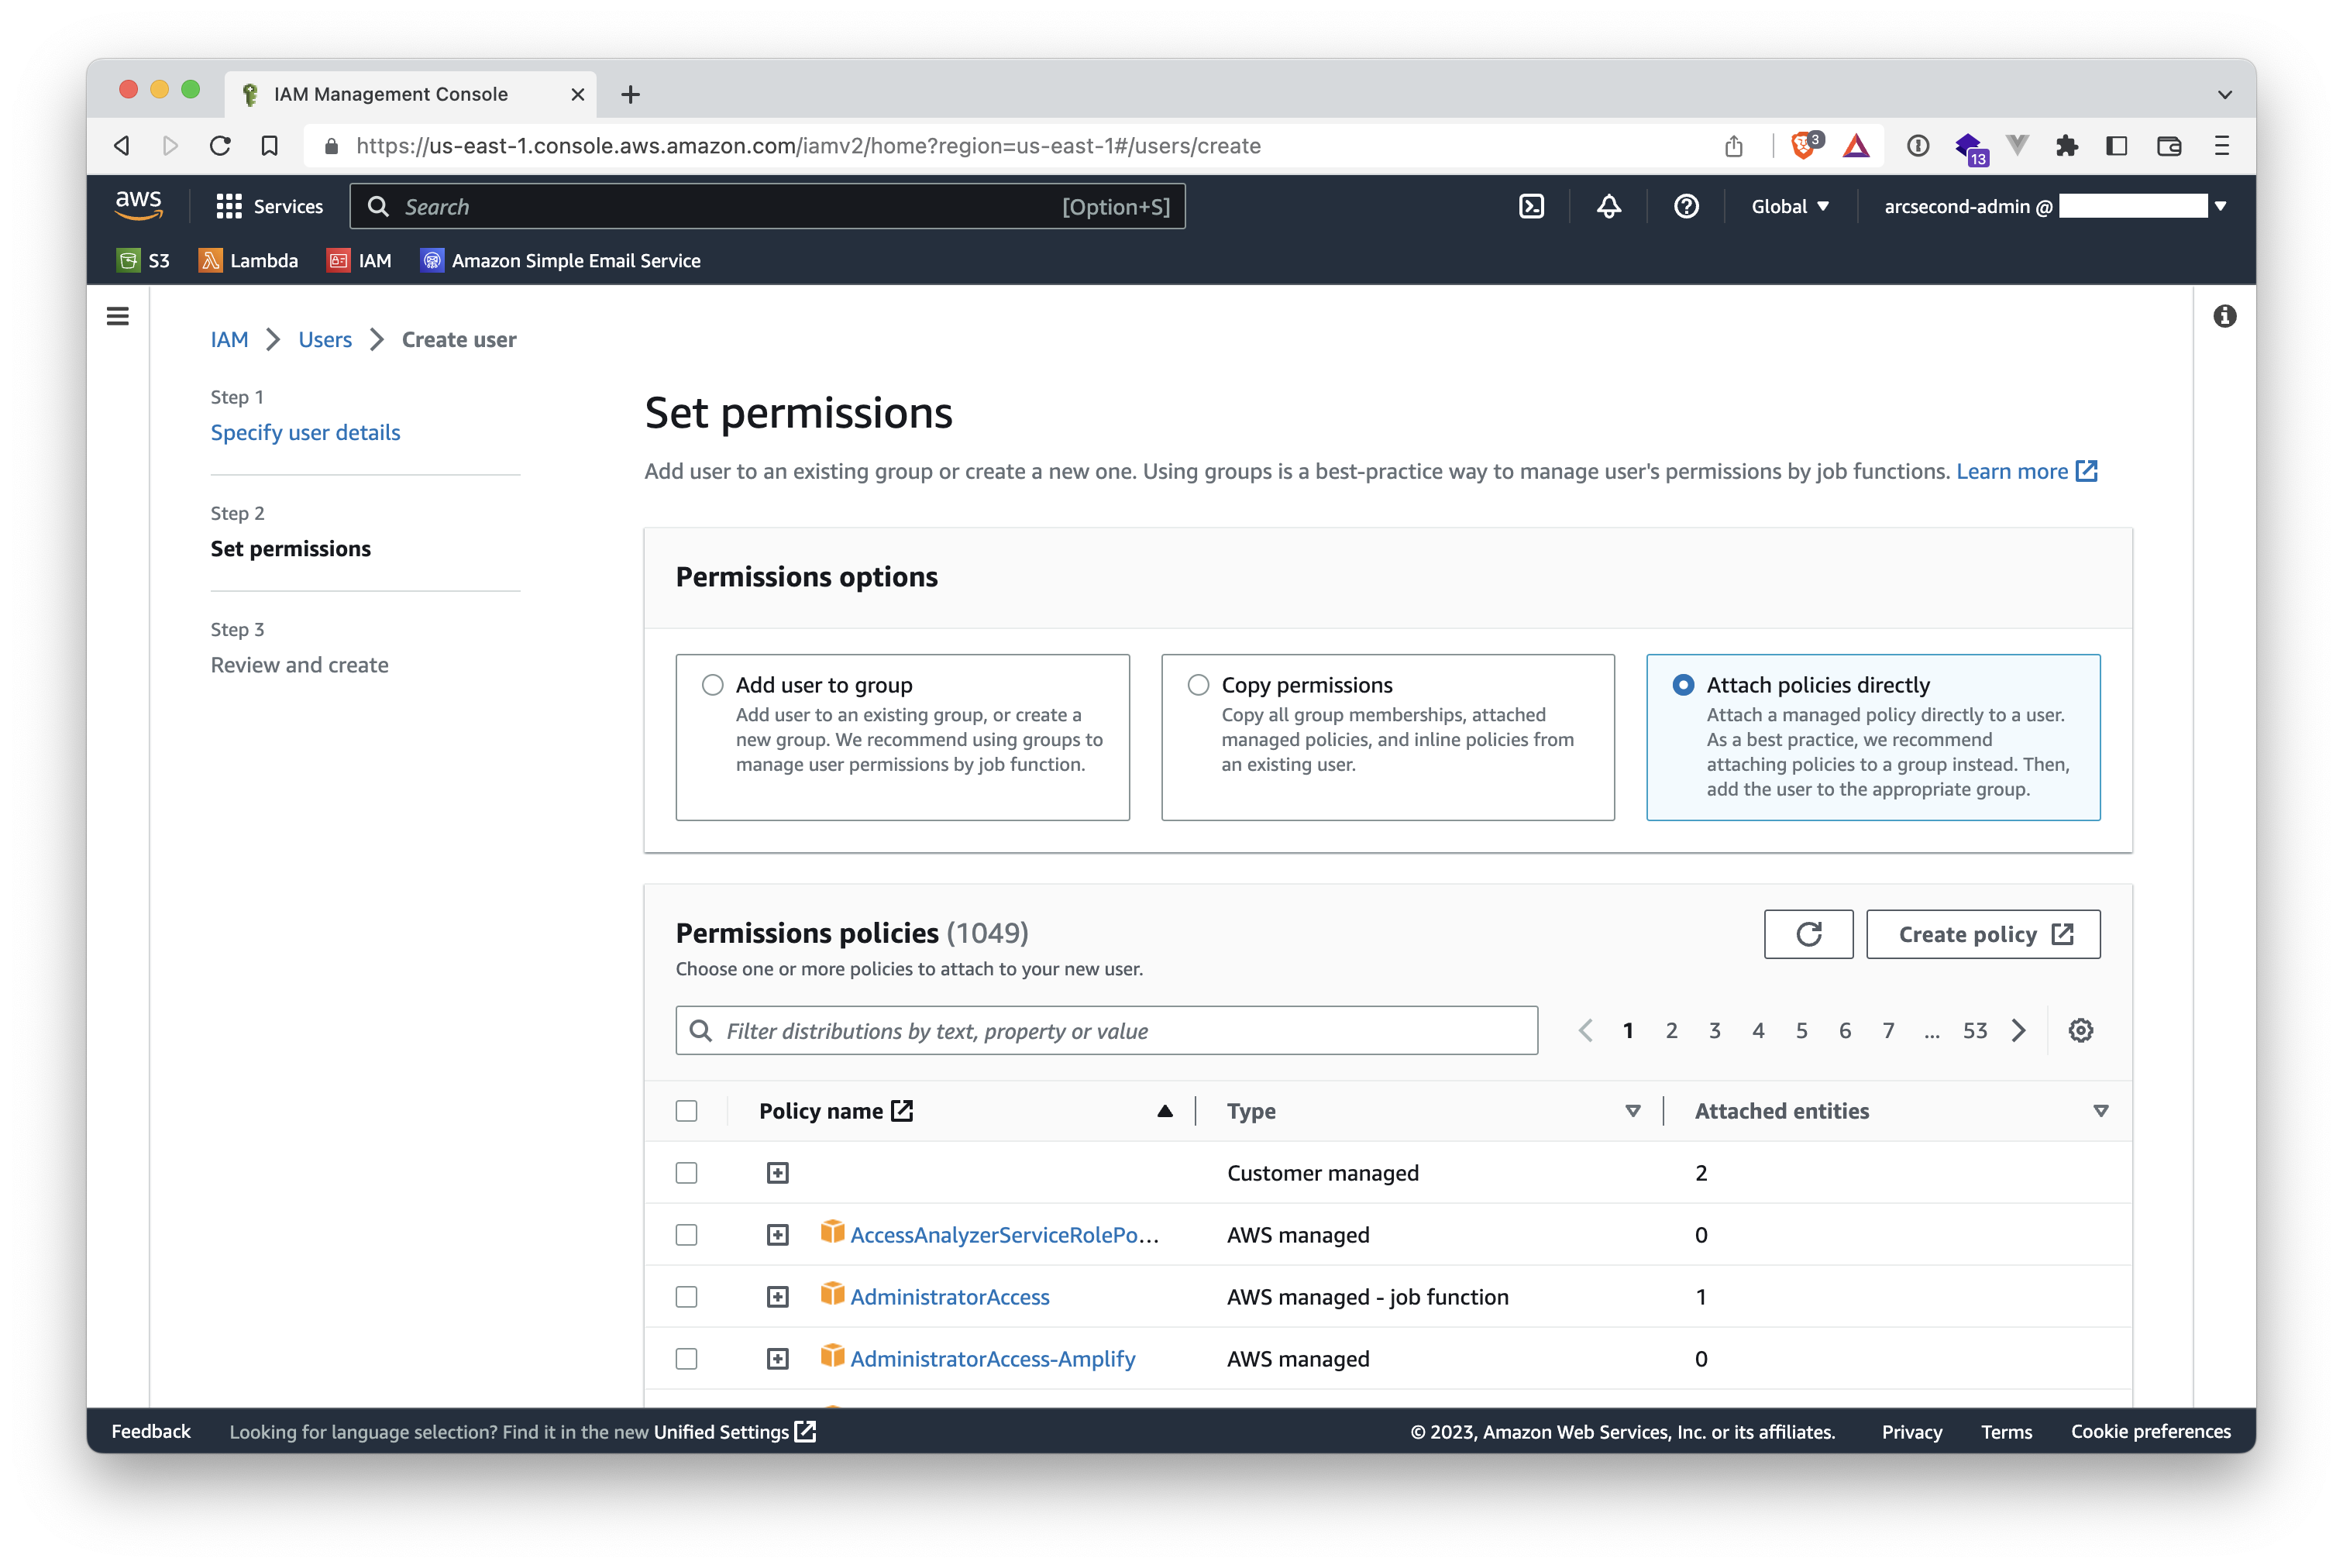 IAM Management Console
https://us-east-1.console.aws.amazon.com/iamv2/home?region=us-east-1#/users/create
3
13
aws
Services
Search
[Option+S]
Global
arcsecond-admin @
S3
Lambda
IAM
Amazon Simple Email Service
IAM
Users
Create user
Step 1
Specify user details
Step 2
Set permissions
Step 3
Review and create
Set permissions
Add user to an existing group or create a new one. Using groups is a best-practice way to manage user's permissions by job functions. Learn more
Permissions options
Add user to group
Add user to an existing group, or create a
new group. We recommend using groups to
manage user permissions by job function.
Copy permissions
Copy all group memberships, attached
managed policies, and inline policies from
an existing user.
Attach policies directly
Attach a managed policy directly to a user.
As a best practice, we recommend
attaching policies to a group instead. Then,
add the user to the appropriate group.
Permissions policies (1049)
Choose one or more policies to attach to your new user.
Create policy
Filter distributions by text, property or value
1 2 3 4 5 6 7 ... 53
Policy name Type Attached entities
Customer managed 2
AccessAnalyzerServiceRolePo... AWS managed 0
AdministratorAccess AWS managed - job function 1
AdministratorAccess-Amplify AWS managed 0
Feedback
Looking for language selection? Find it in the new Unified Settings
© 2023, Amazon Web Services, Inc. or its affiliates.
Privacy
Terms
Cookie preferences